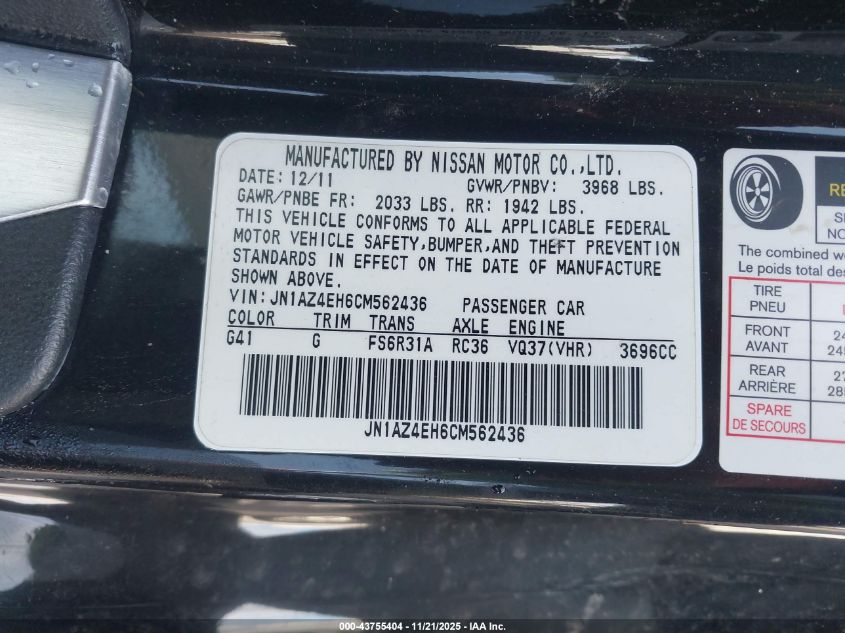 MANUFACTURED BY NISSAN MOTOR CO.,LTD.
DATE: 12/11 GVWR/PNBV: 3968 LBS.
GAWR/PNBE FR: 2033 LBS. RR: 1942 LBS.
THIS VEHICLE CONFORMS TO ALL APPLICABLE FEDERAL
MOTOR VEHICLE SAFETY,BUMPER,AND THEFT PREVENTION
STANDARDS IN EFFECT ON THE DATE OF MANUFACTURE
SHOWN ABOVE.
VIN:JN1AZ4EH6CM562436 PASSENGER CAR
COLOR TRIM TRANS AXLE ENGINE
G41 G FS6R31A RC36 VQ37(VHR) 3696CC
JN1AZ4EH6CM562436
The combined
Le poids total
TIRE
PNEU
FRONT
AVANT
REAR
ARRIÈRE
SPARE
DE SECOURS
000-43755404 - 11/21/2025 - IAA Inc.